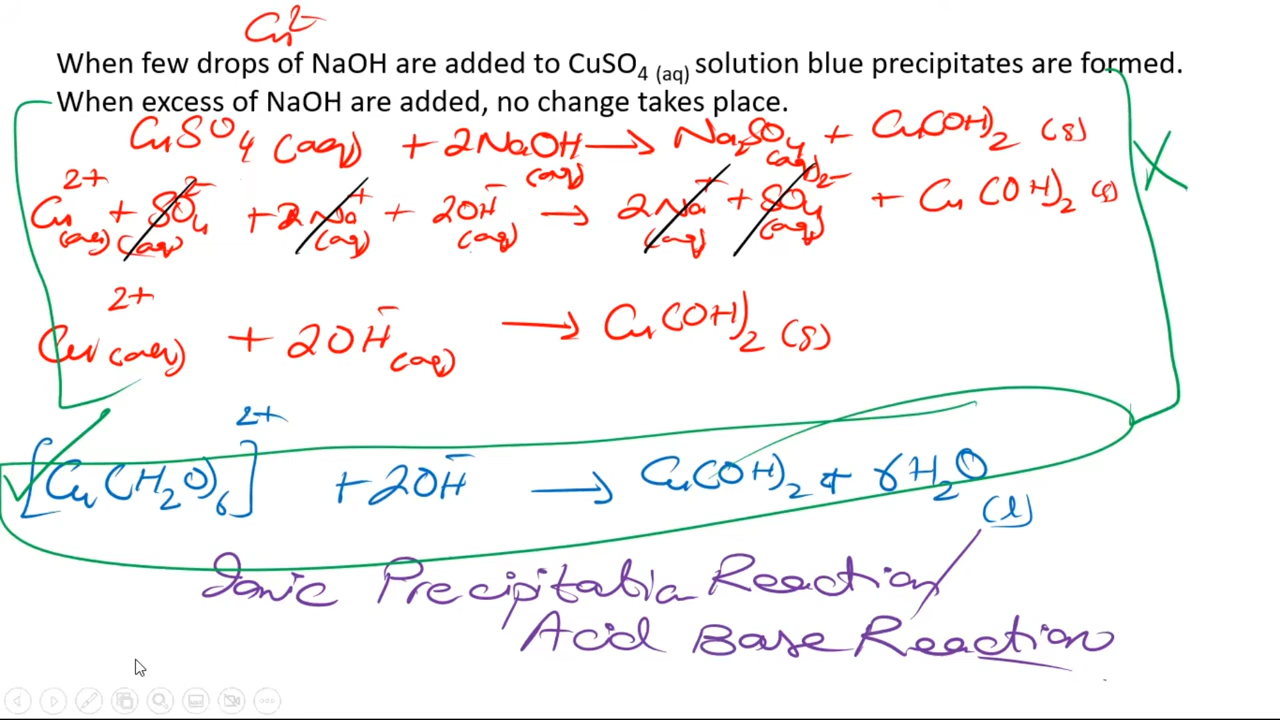 Cu²⁻
When few drops of NaOH are added to CuSO₄ (aq) solution blue precipitates are formed.
When excess of NaOH are added, no change takes place.
CuSO₄ (aq) + 2NaOH (aq) → Na₂SO₄ (aq) + Cu(OH)₂ (s)
Cu²⁺ (aq) + SO₄²⁻ (aq) + 2Na⁺ (aq) + 2OH⁻ (aq) → 2Na⁺ (aq) + SO₄²⁻ (aq) + Cu(OH)₂ (s)
Cu²⁺ (aq) + 2OH⁻ (aq) → Cu(OH)₂ (s)
[Cu(H₂O)₆]²⁺ + 2OH⁻ → Cu(OH)₂ + 6H₂O (l)
Ionic Precipitation Reaction
Acid Base Reaction